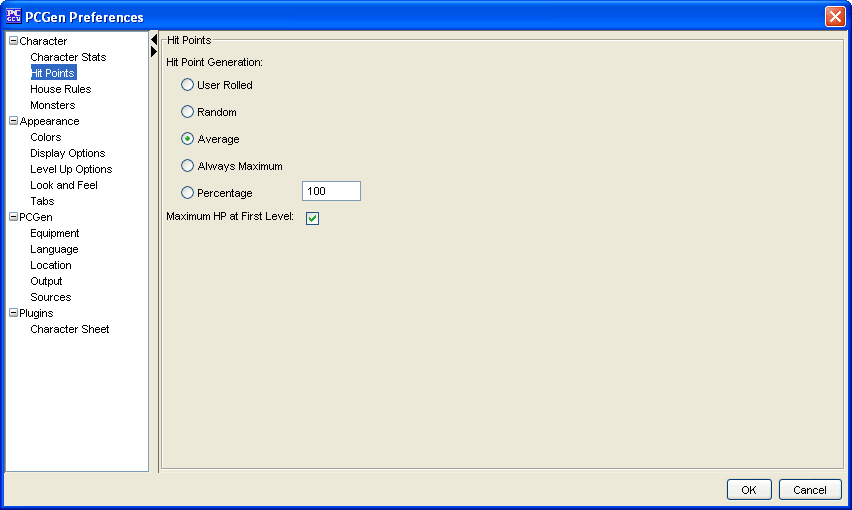 PC
GEN
PCGen Preferences
Character
Character Stats
Hit Points
House Rules
Monsters
Appearance
Colors
Display Options
Level Up Options
Look and Feel
Tabs
PCGen
Equipment
Language
Location
Output
Sources
Plugins
Character Sheet
Hit Points
Hit Point Generation:
User Rolled
Random
Average
Always Maximum
Percentage 100
Maximum HP at First Level:
OK Cancel